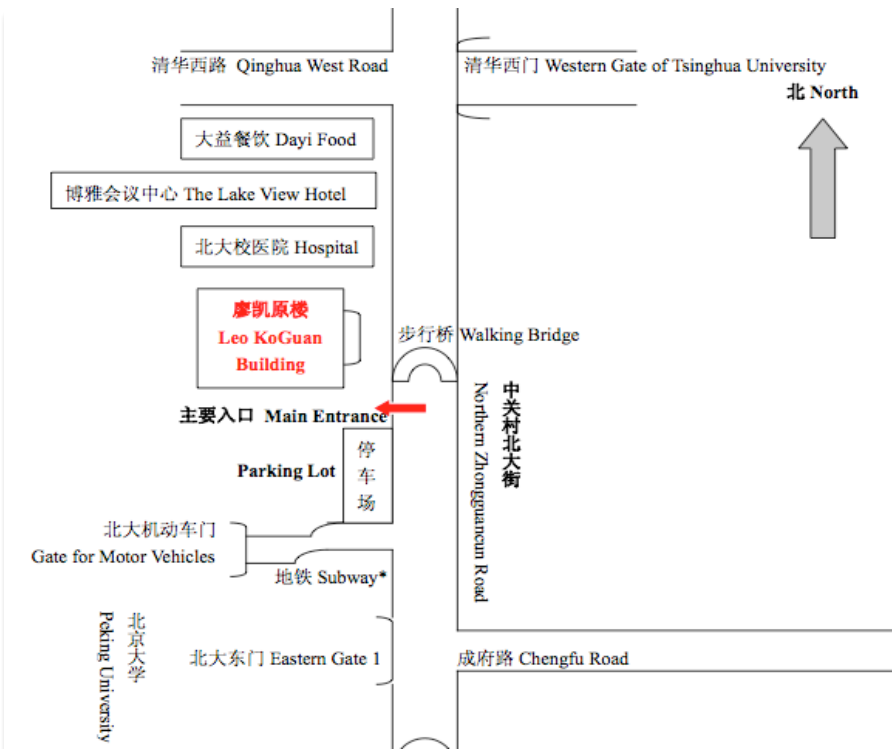 清华西路 Qinghua West Road
清华西门 Western Gate of Tsinghua University
北 North
大益餐饮 Dayi Food
博雅会议中心 The Lake View Hotel
北大校医院 Hospital
廖凯原楼
Leo KoGuan
Building
步行桥 Walking Bridge
主要入口 Main Entrance
中关村北大街
Northern Zhongguancun Road
停车场
Parking Lot
北大机动车门
Gate for Motor Vehicles
地铁 Subway*
北京大学
Peking University
北大东门 Eastern Gate 1
成府路 Chengfu Road